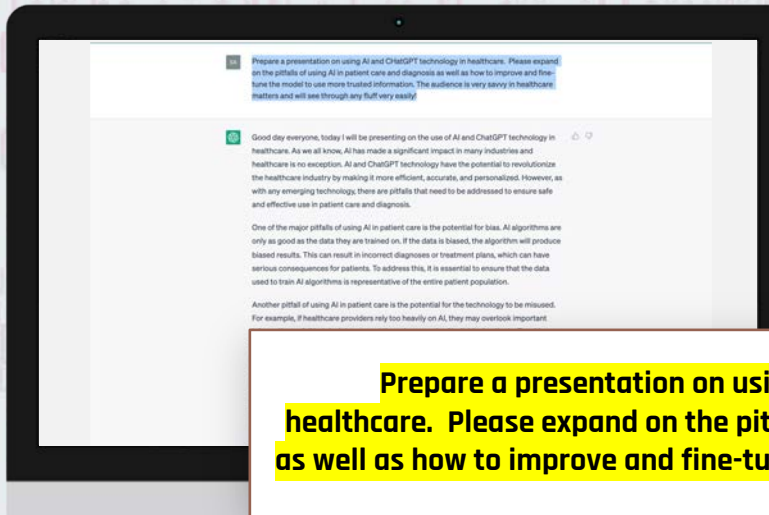 Prepare a presentation on using AI and CHatGPT technology in healthcare. Please expand
on the pitfalls of using AI in patient care and diagnosis as well as how to improve and fine-
tune the model to use more trusted information. The audience is very savvy in healthcare
matters and will see through any fluff very easily!
Good day everyone, today I will be presenting on the use of AI and ChatGPT technology in
healthcare. As we all know, AI has made a significant impact in many industries and
healthcare is no exception. AI and ChatGPT technology have the potential to revolutionize
the healthcare industry by making it more efficient, accurate, and personalized. However, as
with any emerging technology, there are pitfalls that need to be addressed to ensure safe
and effective use in patient care and diagnosis.
One of the major pitfalls of using AI in patient care is the potential for bias. AI algorithms are
only as good as the data they are trained on. If the data is biased, the algorithm will produce
biased results. This can result in incorrect diagnoses or treatment plans, which can have
serious consequences for patients. To address this, it is essential to ensure that the data
used to train AI algorithms is representative of the entire patient population.
Another pitfall of using AI in patient care is the potential for the technology to be misused.
For example, if healthcare providers rely too heavily on AI, they may overlook important
Prepare a presentation on usi
healthcare. Please expand on the pit
as well as how to improve and fine-tu